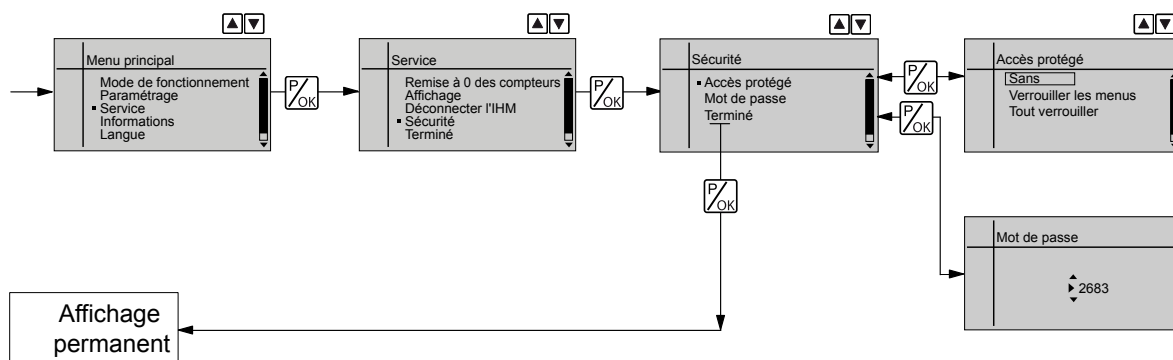 Menu principal
Mode de fonctionnement
Paramétrage
Service
Informations
Langue
P/OK
Service
Remise à 0 des compteurs
Affichage
Déconnecter l'IHM
Sécurité
Terminé
P/OK
Sécurité
Accès protégé
Mot de passe
Terminé
P/OK
P/OK
Accès protégé
Sans
Verrouiller les menus
Tout verrouiller
P/OK
Mot de passe
2683
Affichage
permanent